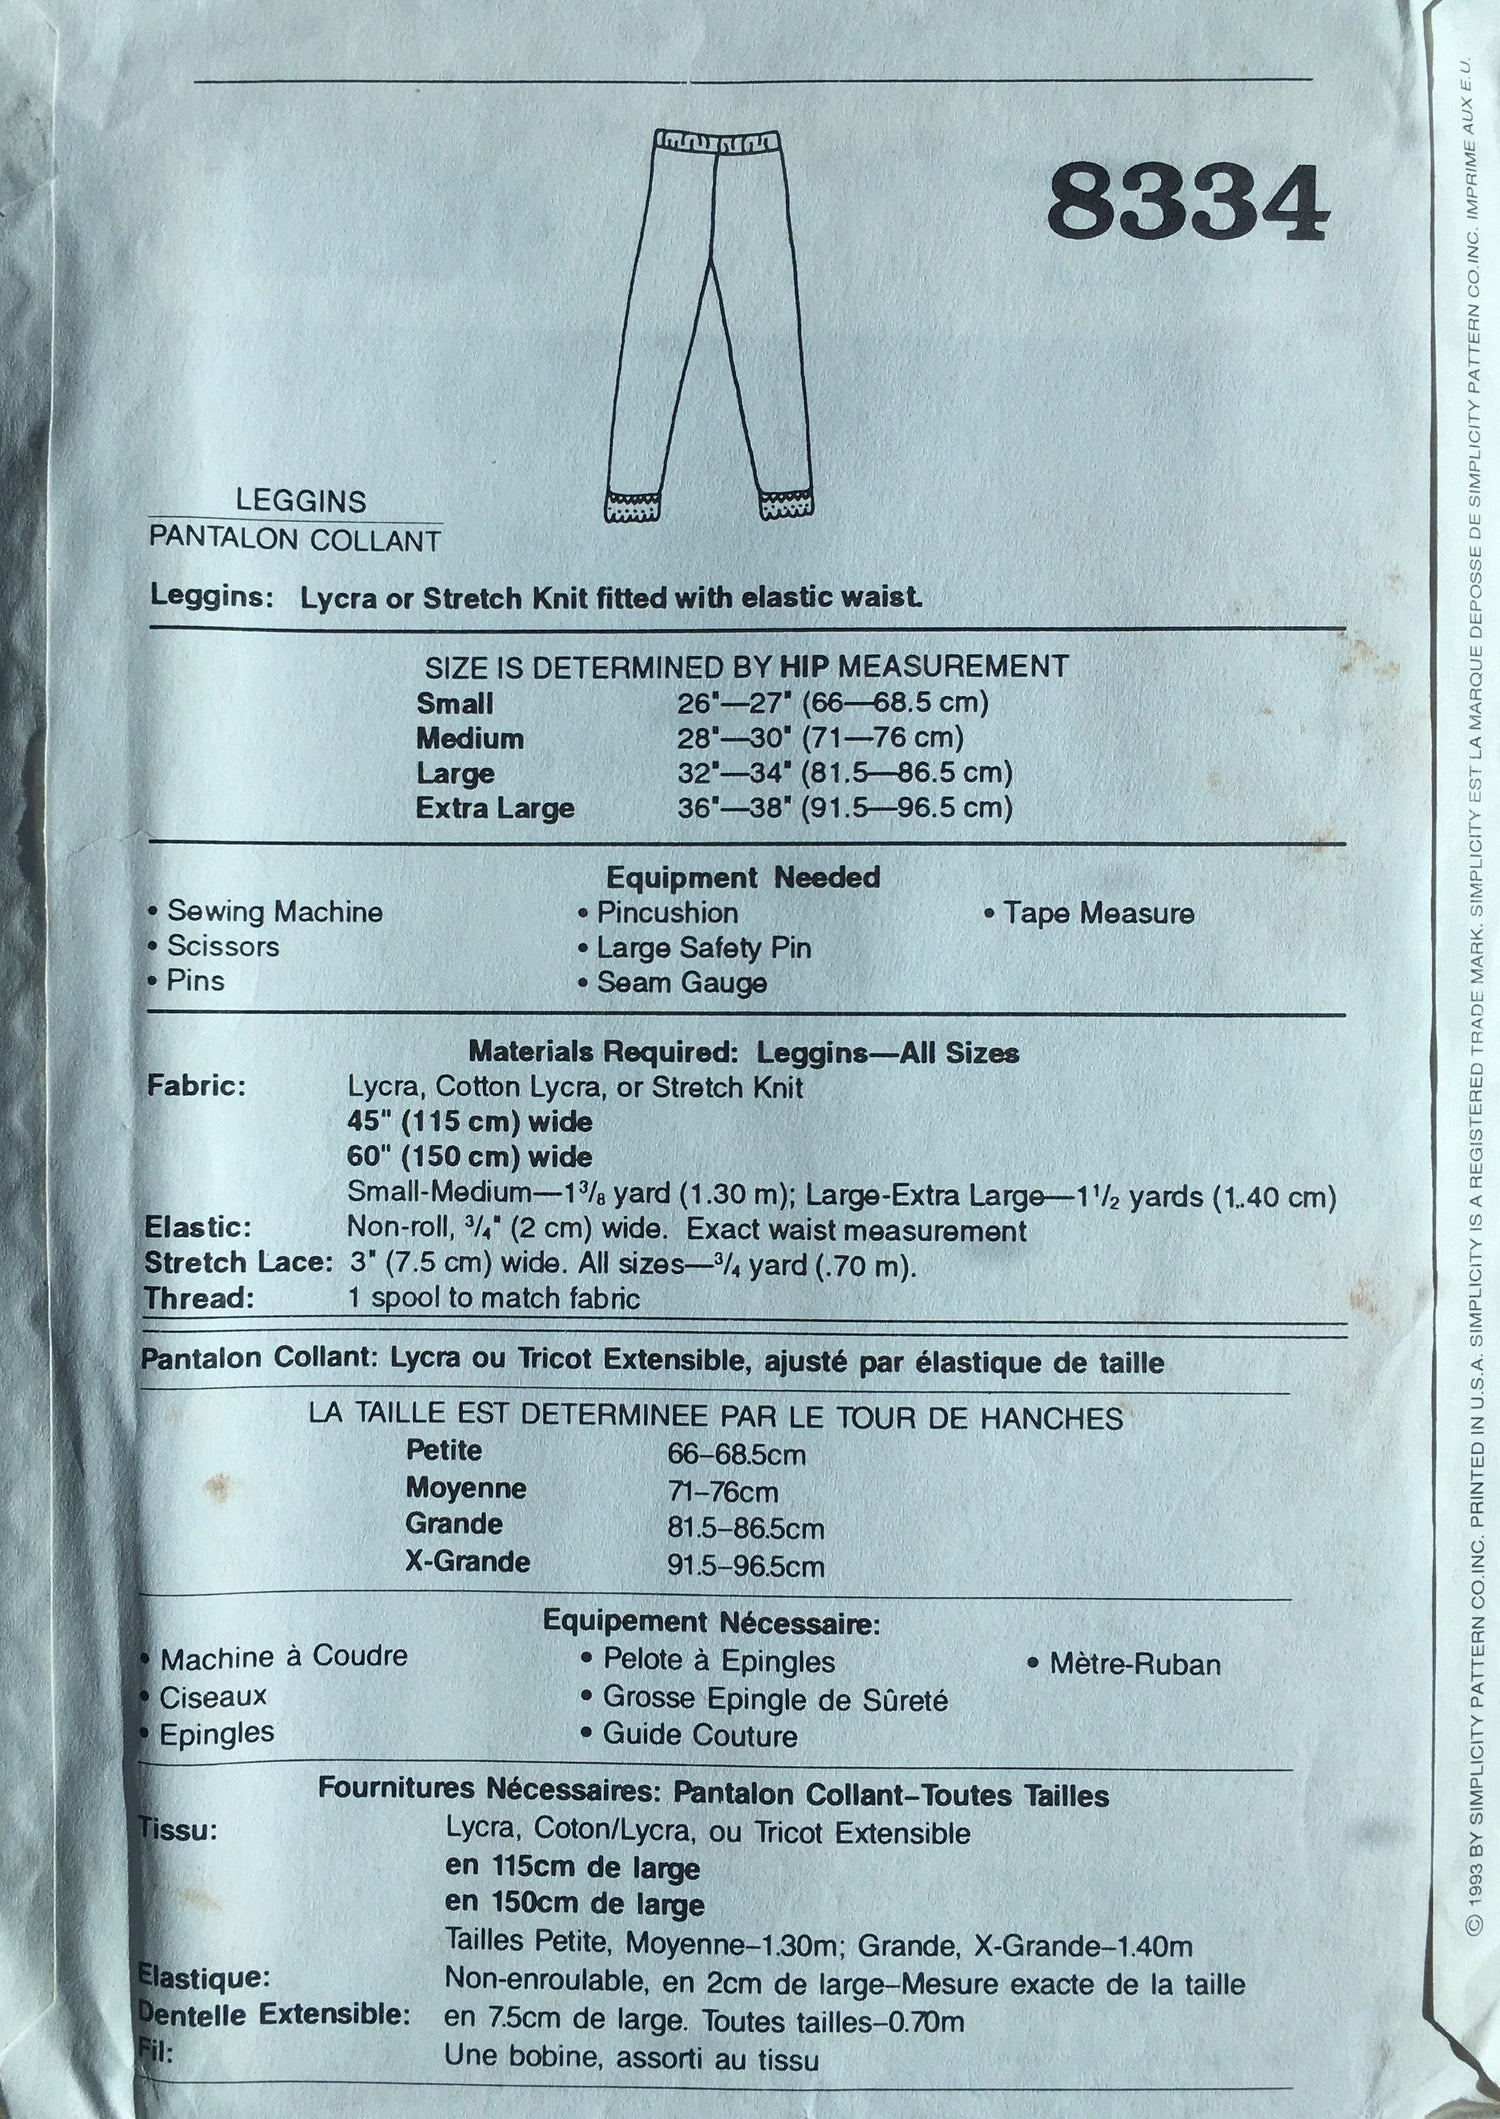 8334
LEGGINS
PANTALON COLLANT
Leggins: Lycra or Stretch Knit fitted with elastic waist.
SIZE IS DETERMINED BY HIP MEASUREMENT
Small 26"—27" (66—68.5 cm)
Medium 28"—30" (71—76 cm)
Large 32"—34" (81.5—86.5 cm)
Extra Large 36"—38" (91.5—96.5 cm)
Equipment Needed
• Sewing Machine • Pincushion • Tape Measure
• Scissors • Large Safety Pin
• Pins • Seam Gauge
Materials Required: Leggins—All Sizes
Fabric: Lycra, Cotton Lycra, or Stretch Knit
45" (115 cm) wide
60" (150 cm) wide
Small-Medium—1 3/8 yard (1.30 m); Large-Extra Large—1 1/2 yards (1..40 cm)
Elastic: Non-roll, 3/4" (2 cm) wide. Exact waist measurement
Stretch Lace: 3" (7.5 cm) wide. All sizes—3/4 yard (.70 m).
Thread: 1 spool to match fabric
Pantalon Collant: Lycra ou Tricot Extensible, ajusté par élastique de taille
LA TAILLE EST DETERMINEE PAR LE TOUR DE HANCHES
Petite 66–68.5cm
Moyenne 71–76cm
Grande 81.5–86.5cm
X-Grande 91.5–96.5cm
Equipement Nécessaire:
• Machine à Coudre • Pelote à Epingles • Mètre-Ruban
• Ciseaux • Grosse Epingle de Sûreté
• Epingles • Guide Couture
Fournitures Nécessaires: Pantalon Collant–Toutes Tailles
Tissu: Lycra, Coton/Lycra, ou Tricot Extensible
en 115cm de large
en 150cm de large
Tailles Petite, Moyenne–1.30m; Grande, X-Grande–1.40m
Elastique: Non-enroulable, en 2cm de large–Mesure exacte de la taille
Dentelle Extensible: en 7.5cm de large. Toutes tailles–0.70m
Fil: Une bobine, assorti au tissu
© 1993 BY SIMPLICITY PATTERN CO.INC. PRINTED IN U.S.A. SIMPLICITY IS A REGISTERED TRADE MARK. SIMPLICITY EST LA MARQUE DEPOSSE DE SIMPLICITY PATTERN CO.INC. IMPRIME AUX E.U.